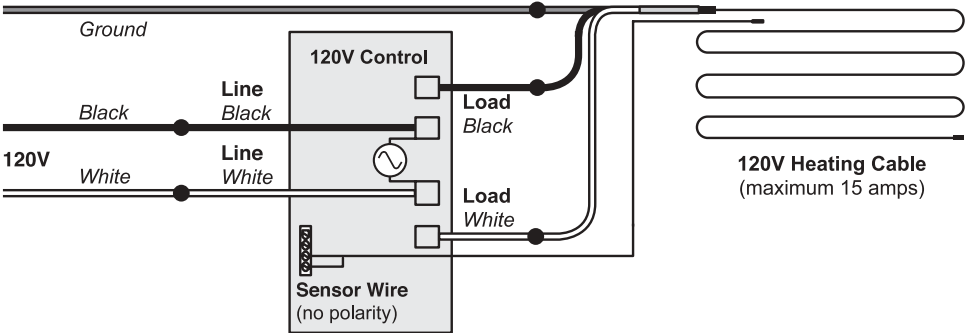 Ground
120V Control
Line
Black
Black
Load
Black
120V
Line
White
White
Load
White
120V Heating Cable
(maximum 15 amps)
Sensor Wire
(no polarity)